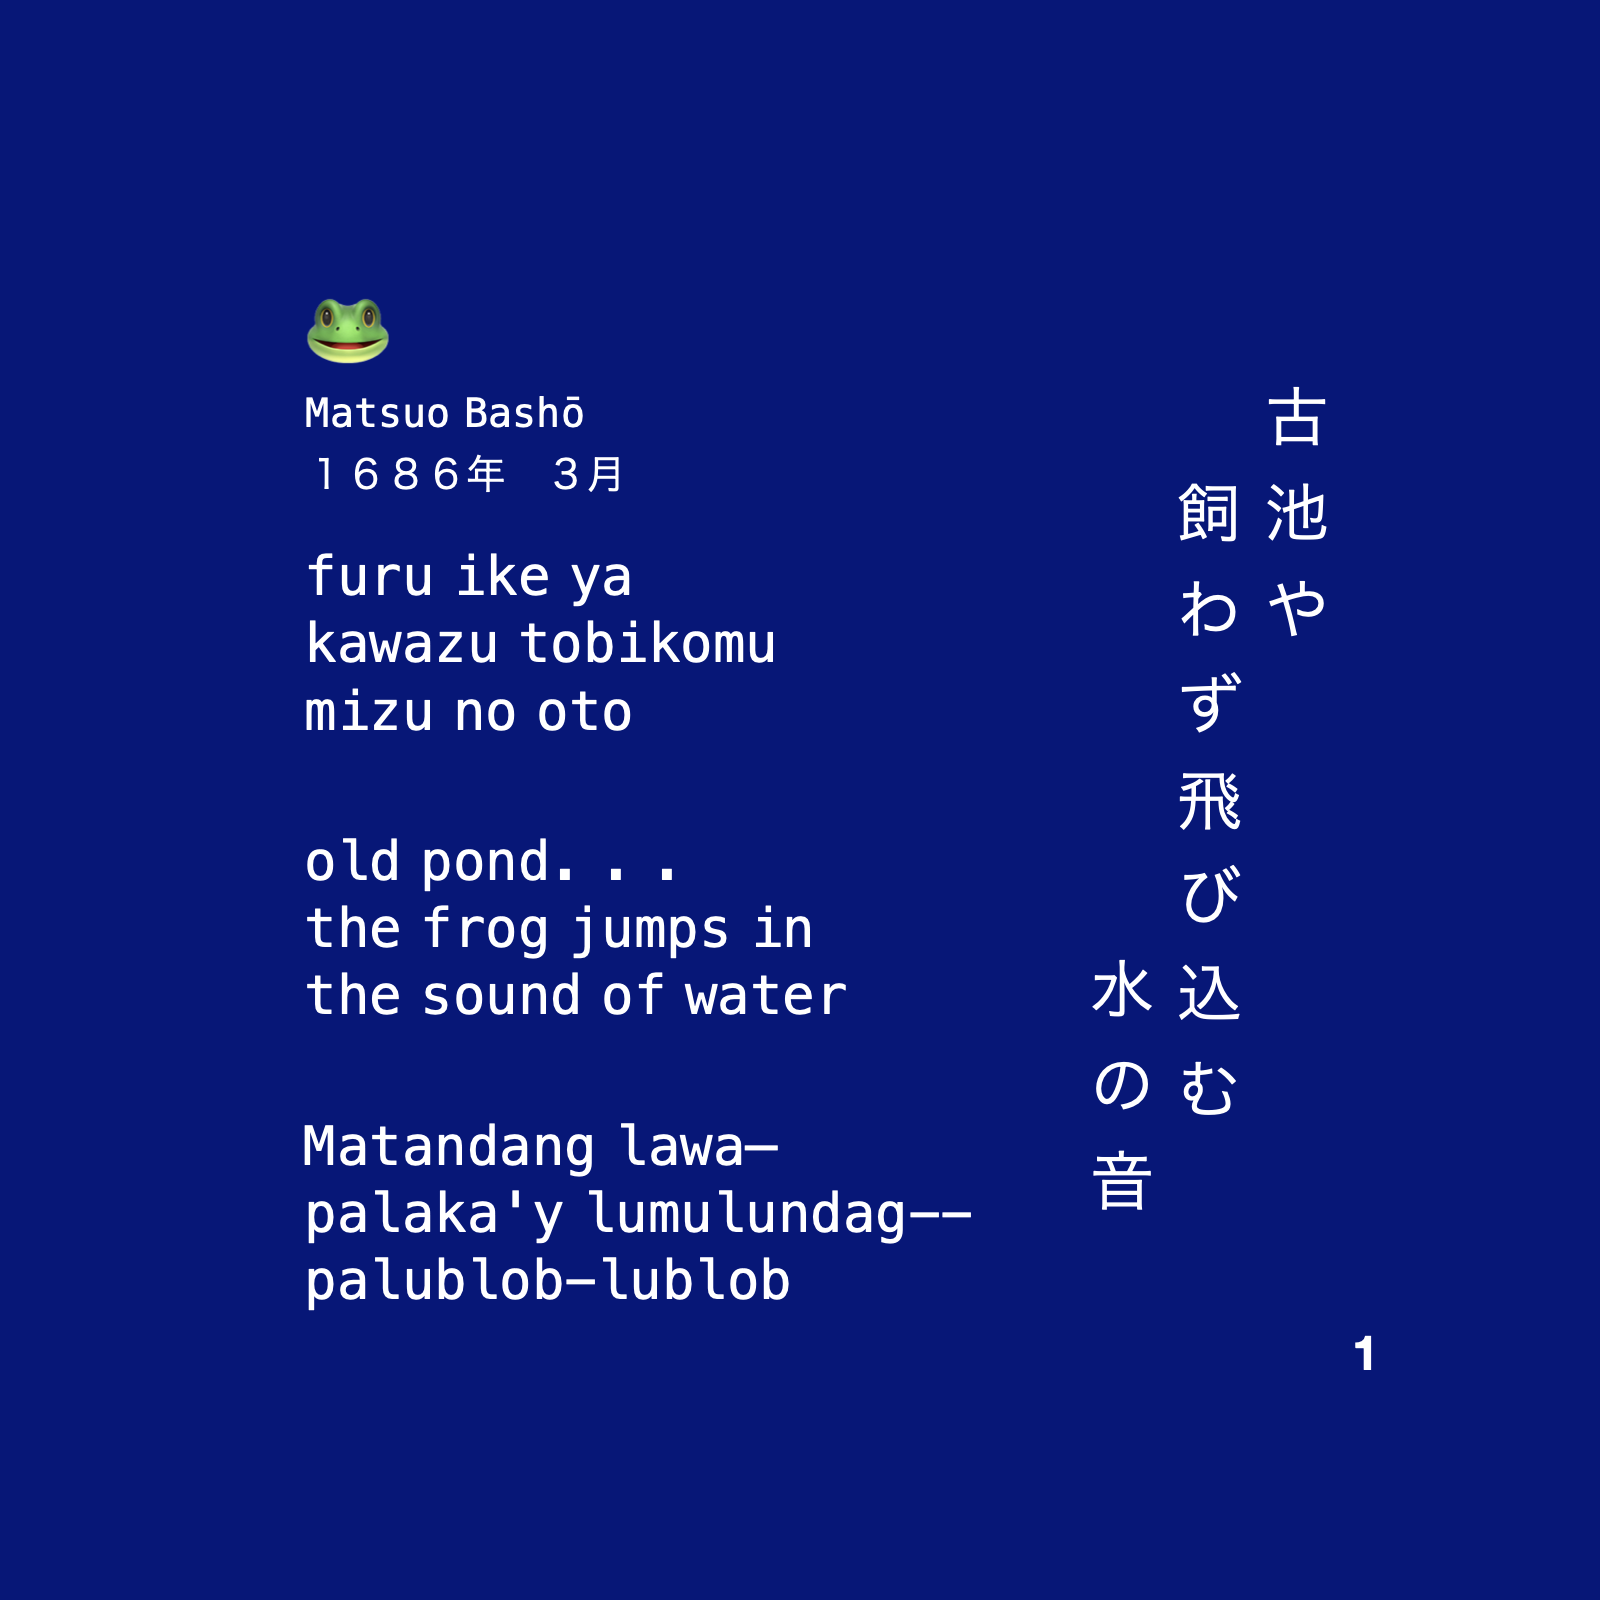 🐸
Matsuo Bashō
１６８６年　３月
furu ike ya
kawazu tobikomu
mizu no oto
old pond. . .
the frog jumps in
the sound of water
Matandang lawa—
palaka'y lumulundag——
palublob—lublob
古池や
飼わず飛び込む
水の音
1